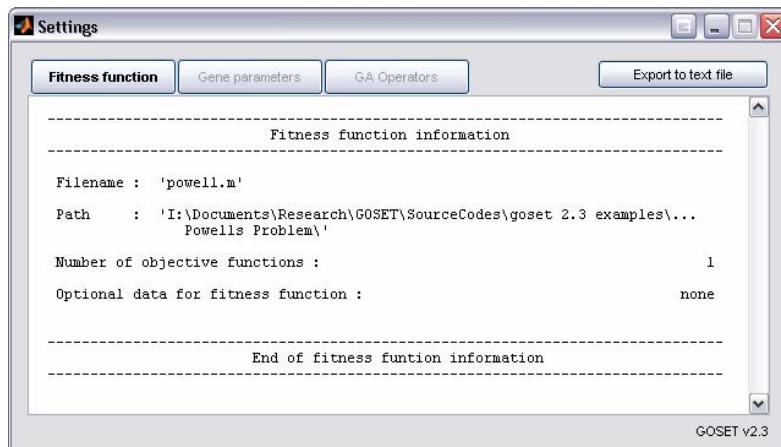 Settings
Fitness function
Gene parameters
GA Operators
Export to text file
Fitness function information
Filename : 'powell.m'
Path : 'I:\Documents\Research\GOSET\SourceCodes\goset 2.3 examples\...
Powells Problem\'
Number of objective functions : 1
Optional data for fitness function : none
End of fitness funtion information
GOSET v2.3